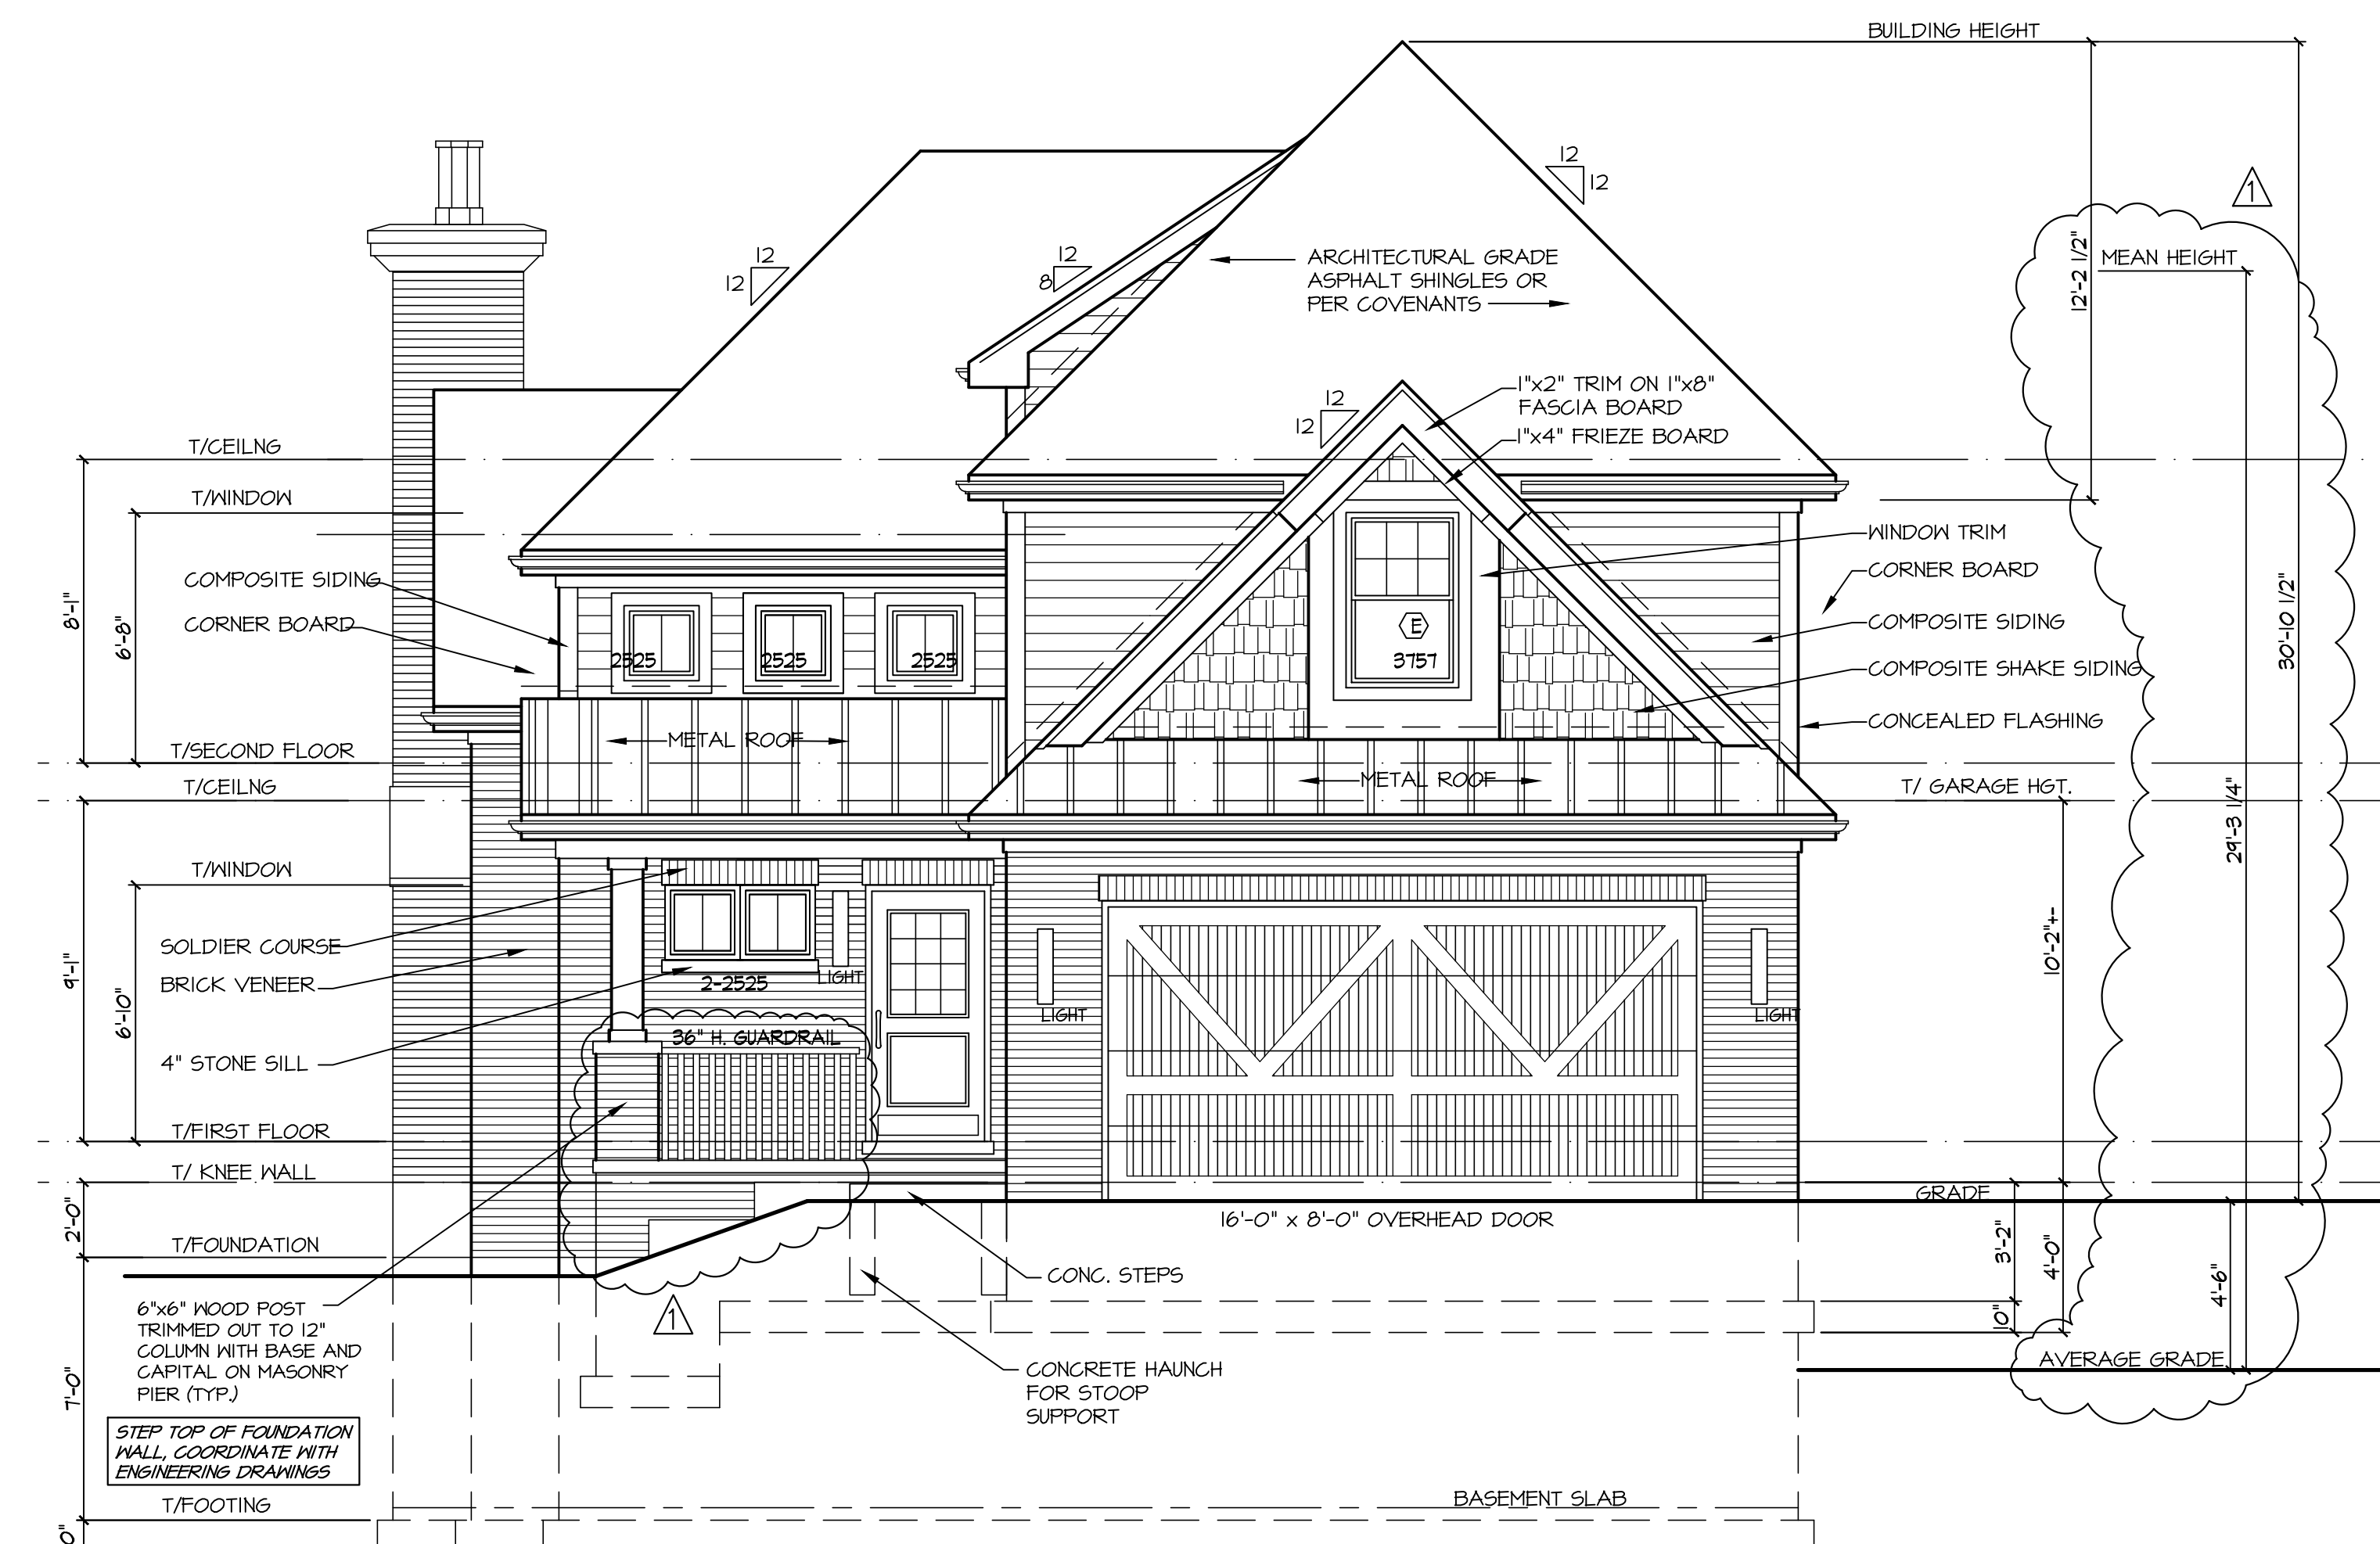 BUILDING HEIGHT
1
12
12
12
12
12
8
ARCHITECTURAL GRADE
ASPHALT SHINGLES OR
PER COVENANTS
12'-2 1/2"
MEAN HEIGHT
1"x2" TRIM ON 1"x8"
FASCIA BOARD
1"x4" FRIEZE BOARD
12
12
T/CEILNG
T/WINDOW
COMPOSITE SIDING
CORNER BOARD
8'-1"
6'-8"
2525
2525
2525
E
3757
WINDOW TRIM
CORNER BOARD
COMPOSITE SIDING
COMPOSITE SHAKE SIDING
CONCEALED FLASHING
30'-10 1/2"
T/SECOND FLOOR
METAL ROOF
METAL ROOF
T/CEILNG
T/ GARAGE HGT.
29'-3 1/4"
T/WINDOW
SOLDIER COURSE
BRICK VENEER
9'-1"
6'-10"
2-2525
LIGHT
LIGHT
LIGHT
10'-2"+-
36" H. GUARDRAIL
4" STONE SILL
T/FIRST FLOOR
T/ KNEE WALL
GRADE
2'-0"
16'-0" x 8'-0" OVERHEAD DOOR
T/FOUNDATION
3'-2"
4'-0"
4'-6"
10"
CONC. STEPS
1
6"x6" WOOD POST
TRIMMED OUT TO 12"
COLUMN WITH BASE AND
CAPITAL ON MASONRY
PIER (TYP.)
7'-0"
AVERAGE GRADE
CONCRETE HAUNCH
FOR STOOP
SUPPORT
STEP TOP OF FOUNDATION
WALL, COORDINATE WITH
ENGINEERING DRAWINGS
T/FOOTING
BASEMENT SLAB